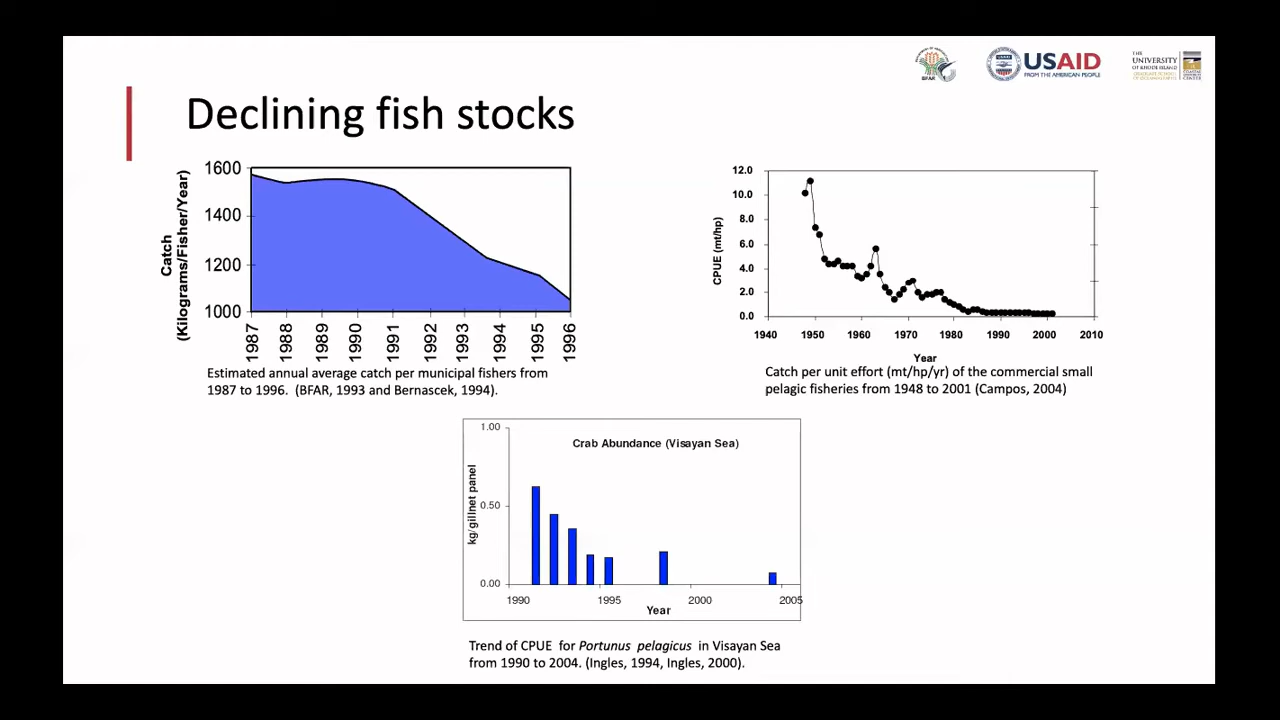 BFAR
USAID
FROM THE AMERICAN PEOPLE
THE
UNIVERSITY
OF RHODE ISLAND
Declining fish stocks
Catch
(Kilograms/Fisher/Year)
1600
1400
1200
1000
1987
1988
1989
1990
1991
1992
1993
1994
1995
1996
Estimated annual average catch per municipal fishers from
1987 to 1996. (BFAR, 1993 and Bernascek, 1994).
CPUE (mt/hp)
12.0
10.0
8.0
6.0
4.0
2.0
0.0
1940 1950 1960 1970 1980 1990 2000 2010
Year
Catch per unit effort (mt/hp/yr) of the commercial small
pelagic fisheries from 1948 to 2001 (Campos, 2004)
Crab Abundance (Visayan Sea)
kg/gillnet panel
1.00
0.50
0.00
1990 1995 2000 2005
Year
Trend of CPUE for Portunus pelagicus in Visayan Sea
from 1990 to 2004. (Ingles, 1994, Ingles, 2000).